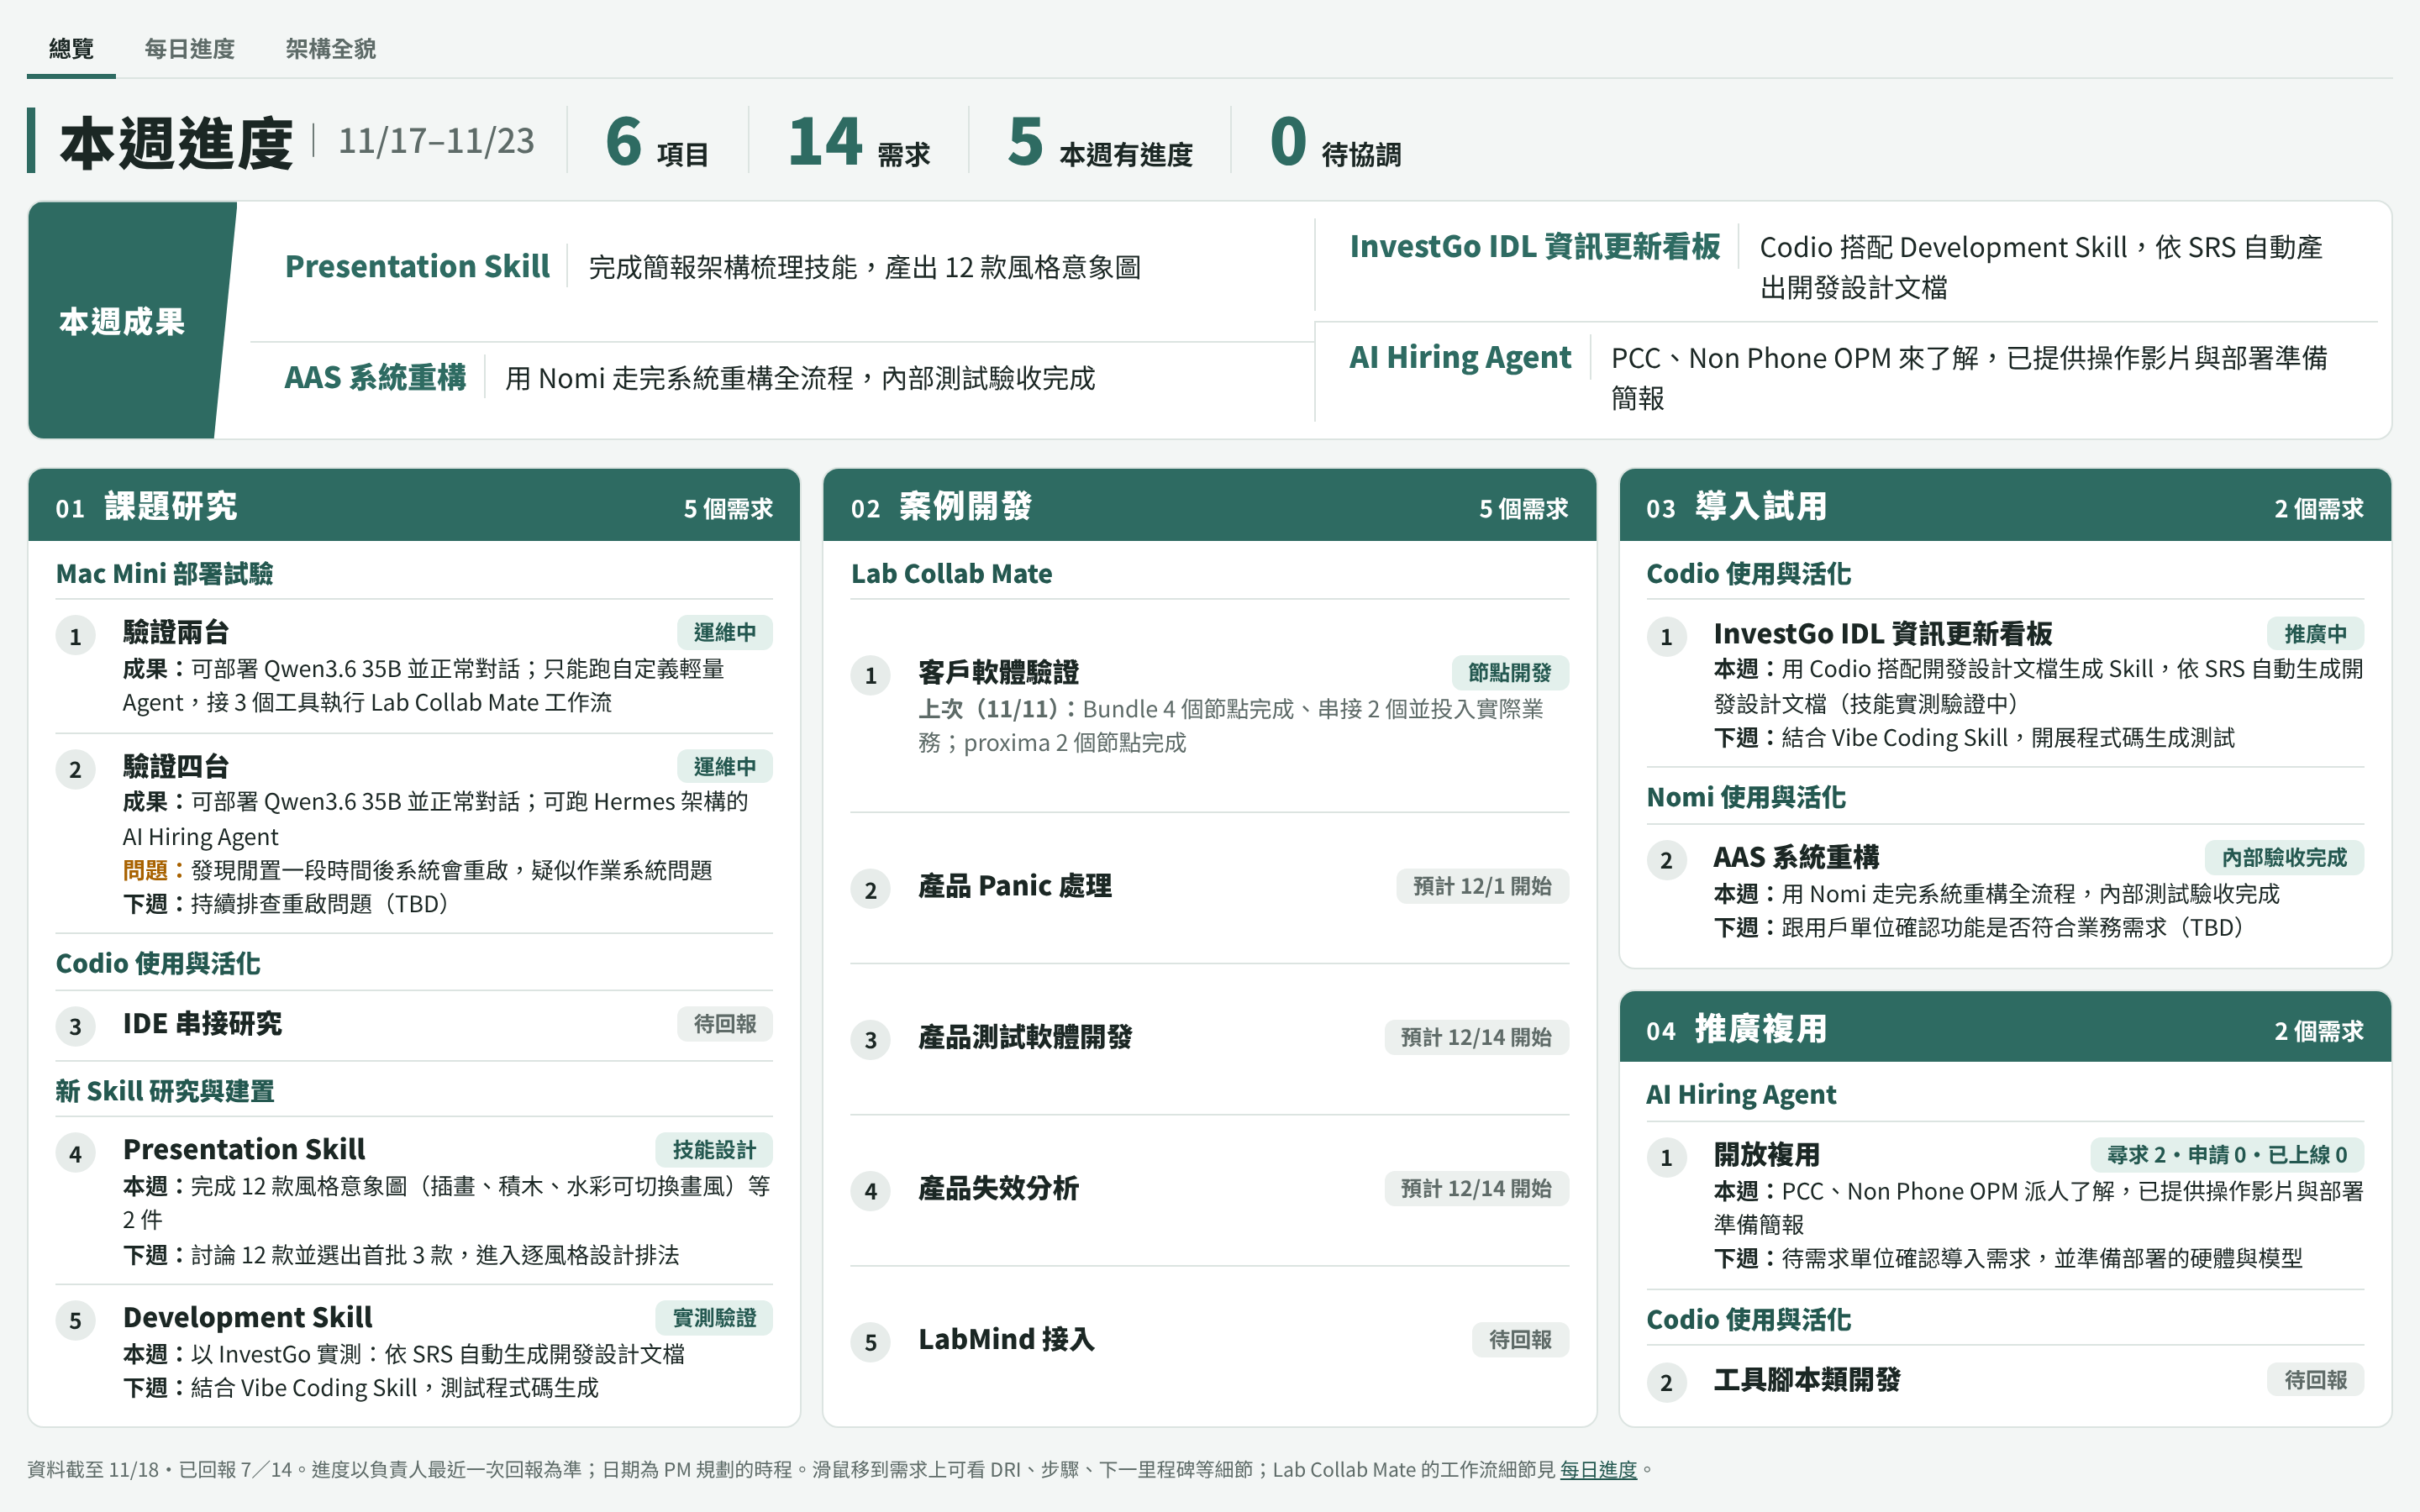 總覽
每日進度
架構全貌
本週進度
11/17–11/23
6 項目
14 需求
5 本週有進度
0 待協調
本週成果
Presentation Skill
完成簡報架構梳理技能，產出 12 款風格意象圖
InvestGo IDL 資訊更新看板
Codio 搭配 Development Skill，依 SRS 自動產
出開發設計文檔
AAS 系統重構
用 Nomi 走完系統重構全流程，內部測試驗收完成
AI Hiring Agent
PCC、Non Phone OPM 來了解，已提供操作影片與部署準備
簡報
01 課題研究
5 個需求
Mac Mini 部署試驗
1 驗證兩台
運維中
成果：可部署 Qwen3.6 35B 並正常對話；只能跑自定義輕量
Agent，接 3 個工具執行 Lab Collab Mate 工作流
2 驗證四台
運維中
成果：可部署 Qwen3.6 35B 並正常對話；可跑 Hermes 架構的
AI Hiring Agent
問題：發現閒置一段時間後系統會重啟，疑似作業系統問題
下週：持續排查重啟問題（TBD）
Codio 使用與活化
3 IDE 串接研究
待回報
新 Skill 研究與建置
4 Presentation Skill
技能設計
本週：完成 12 款風格意象圖（插畫、積木、水彩可切換畫風）等
2 件
下週：討論 12 款並選出首批 3 款，進入逐風格設計排法
5 Development Skill
實測驗證
本週：以 InvestGo 實測：依 SRS 自動生成開發設計文檔
下週：結合 Vibe Coding Skill，測試程式碼生成
02 案例開發
5 個需求
Lab Collab Mate
1 客戶軟體驗證
節點開發
上次（11/11）：Bundle 4 個節點完成、串接 2 個並投入實際業
務；proxima 2 個節點完成
2 產品 Panic 處理
預計 12/1 開始
3 產品測試軟體開發
預計 12/14 開始
4 產品失效分析
預計 12/14 開始
5 LabMind 接入
待回報
03 導入試用
2 個需求
Codio 使用與活化
1 InvestGo IDL 資訊更新看板
推廣中
本週：用 Codio 搭配開發設計文檔生成 Skill，依 SRS 自動生成開
發設計文檔（技能實測驗證中）
下週：結合 Vibe Coding Skill，開展程式碼生成測試
Nomi 使用與活化
2 AAS 系統重構
內部驗收完成
本週：用 Nomi 走完系統重構全流程，內部測試驗收完成
下週：跟用戶單位確認功能是否符合業務需求（TBD）
04 推廣複用
2 個需求
AI Hiring Agent
1 開放複用
尋求 2・申請 0・已上線 0
本週：PCC、Non Phone OPM 派人了解，已提供操作影片與部署
準備簡報
下週：待需求單位確認導入需求，並準備部署的硬體與模型
Codio 使用與活化
2 工具腳本類開發
待回報
資料截至 11/18・已回報 7／14。進度以負責人最近一次回報為準；日期為 PM 規劃的時程。滑鼠移到需求上可看 DRI、步驟、下一里程碑等細節；Lab Collab Mate 的工作流細節見 每日進度。